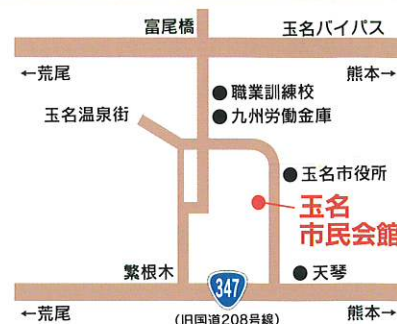 富尾橋
玉名バイパス
←荒尾
熊本→
●職業訓練校
玉名温泉街
●九州労働金庫
●玉名市役所
玉名
市民会館
繁根木
347
●天琴
←荒尾
(旧国道208号線)
熊本→